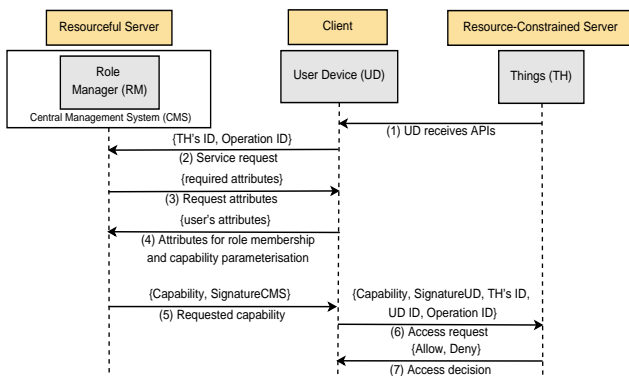 Resourceful Server
Client
Resource-Constrained Server
Role
Manager (RM)
Central Management System (CMS)
User Device (UD)
Things (TH)
(1) UD receives APIs
{TH's ID, Operation ID}
(2) Service request
{required attributes}
(3) Request attributes
{user's attributes}
(4) Attributes for role membership
and capability parameterisation
{Capability, SignatureCMS}
(5) Requested capability
{Capability, SignatureUD, TH's ID,
UD ID, Operation ID}
(6) Access request
{Allow, Deny}
(7) Access decision